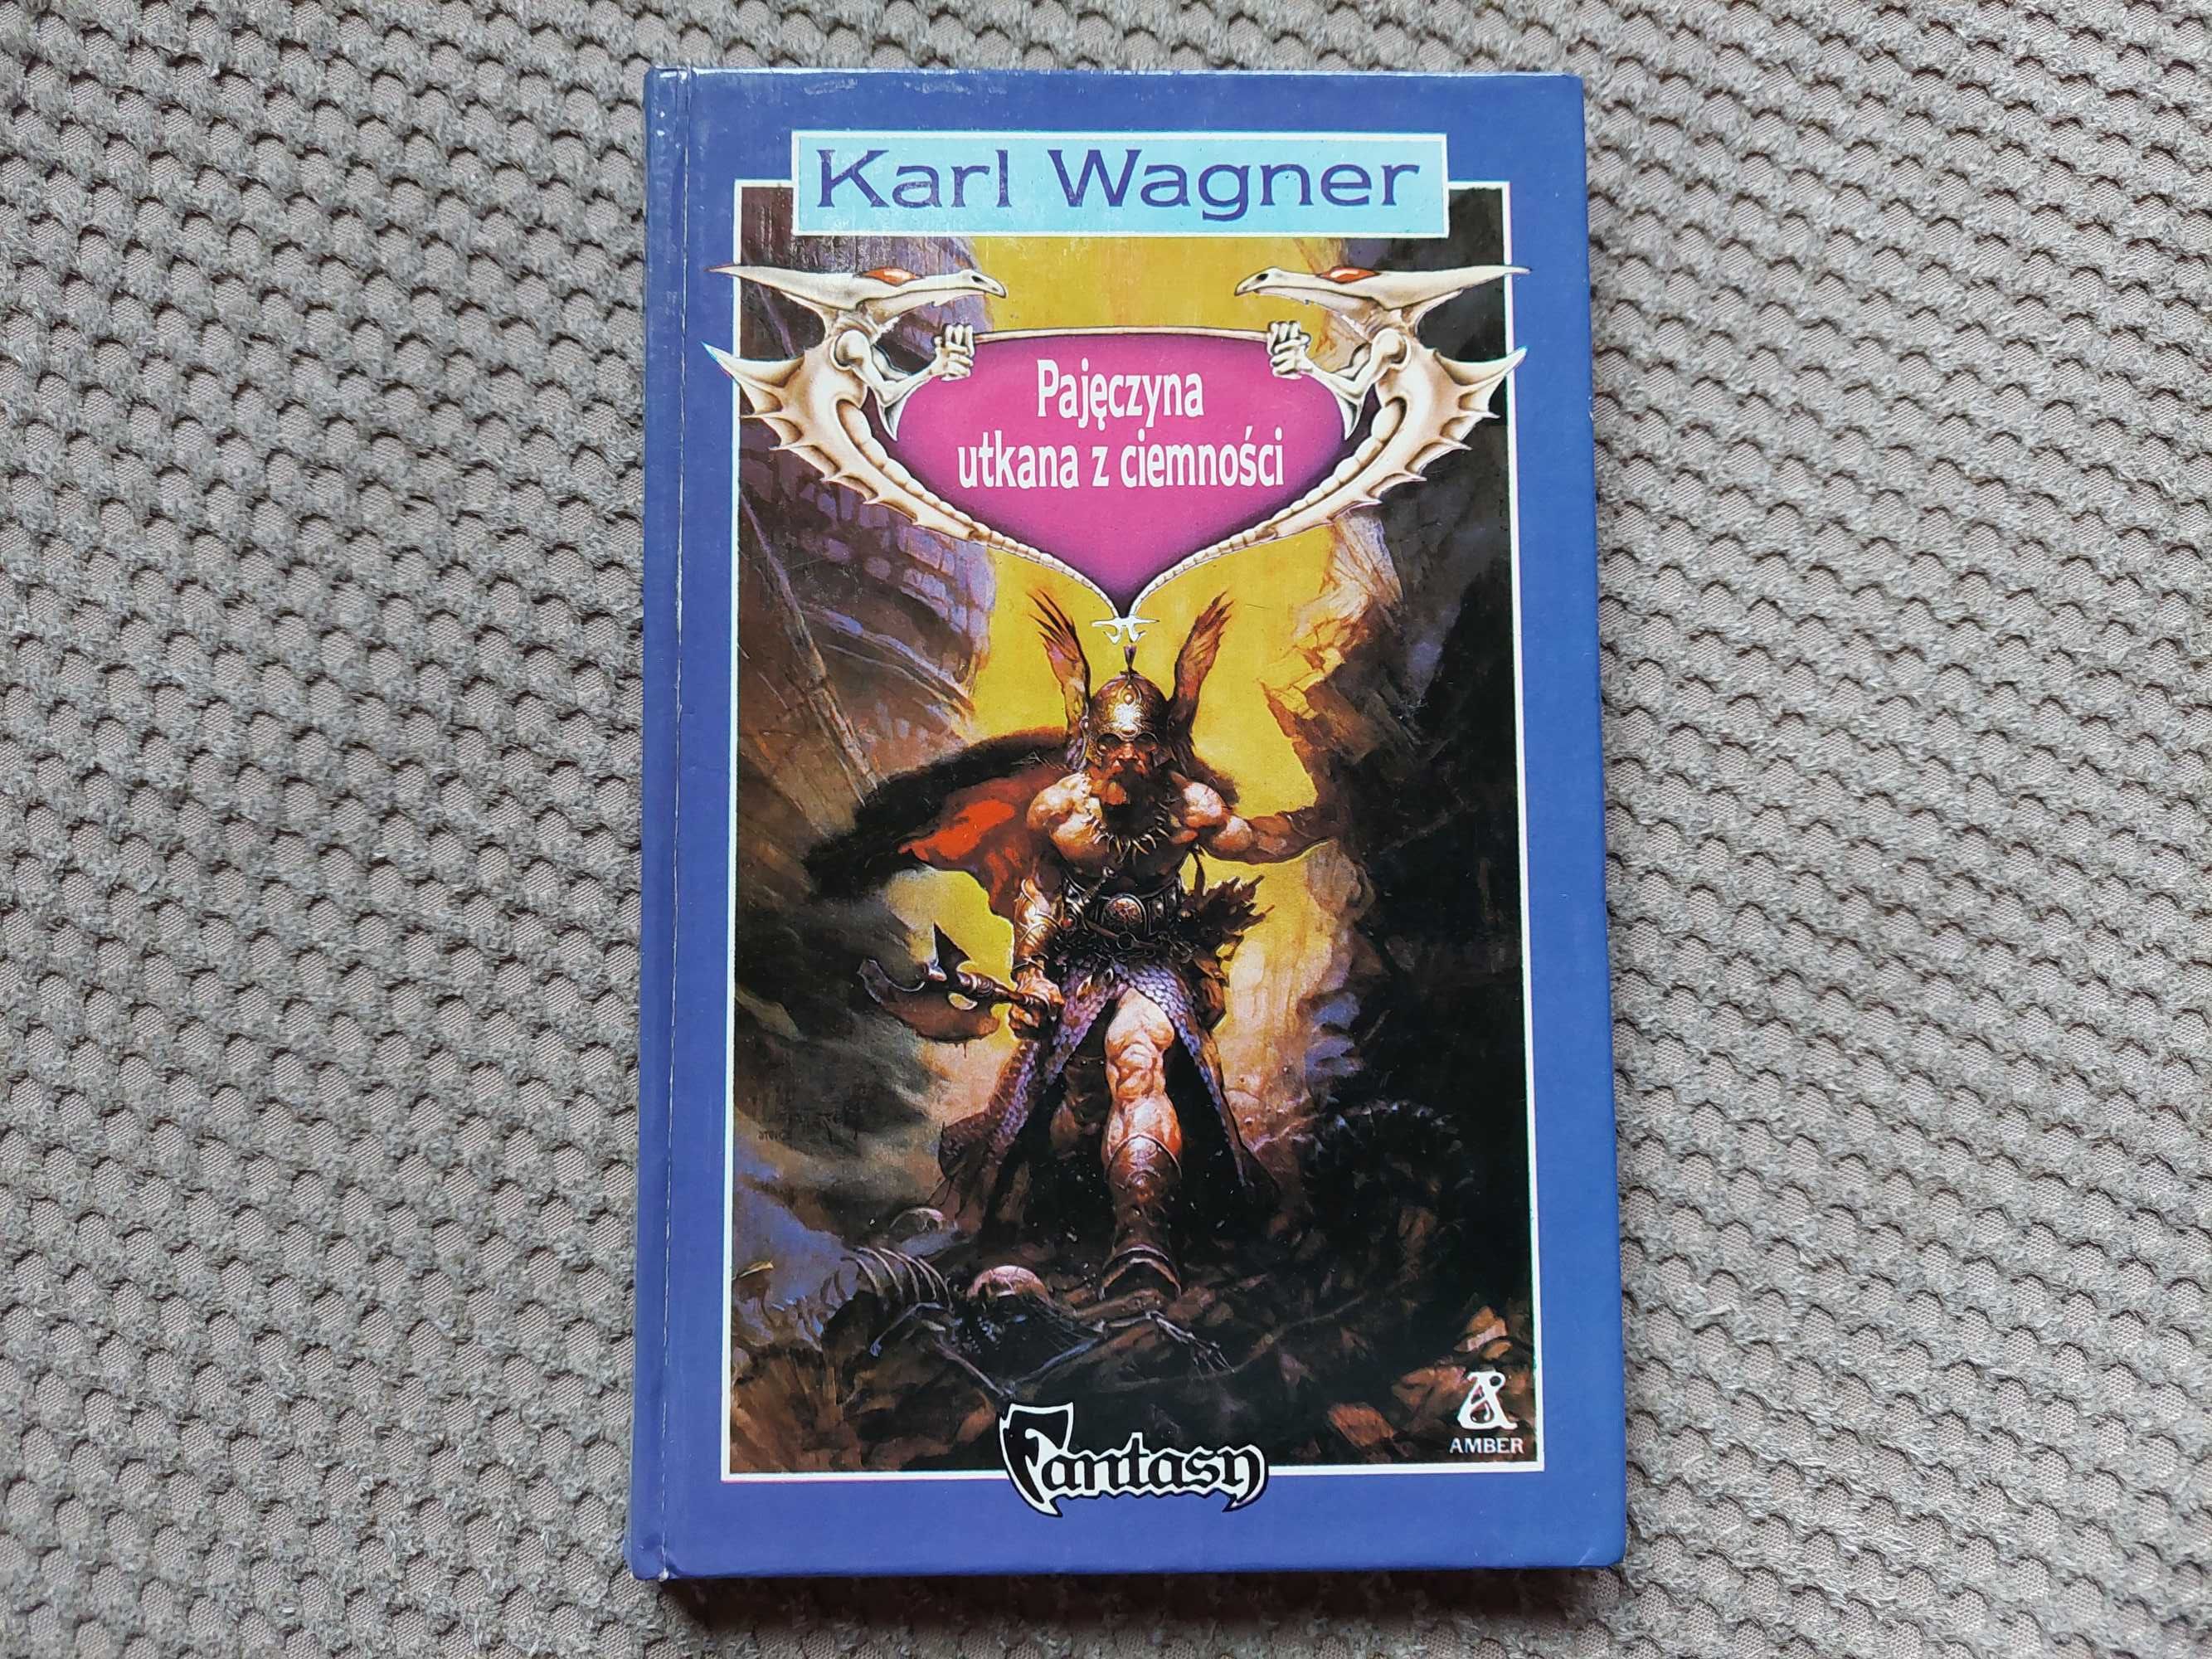 Karl Wagner
Pajęczyna
utkana z ciemności
Fantasy
AMBER